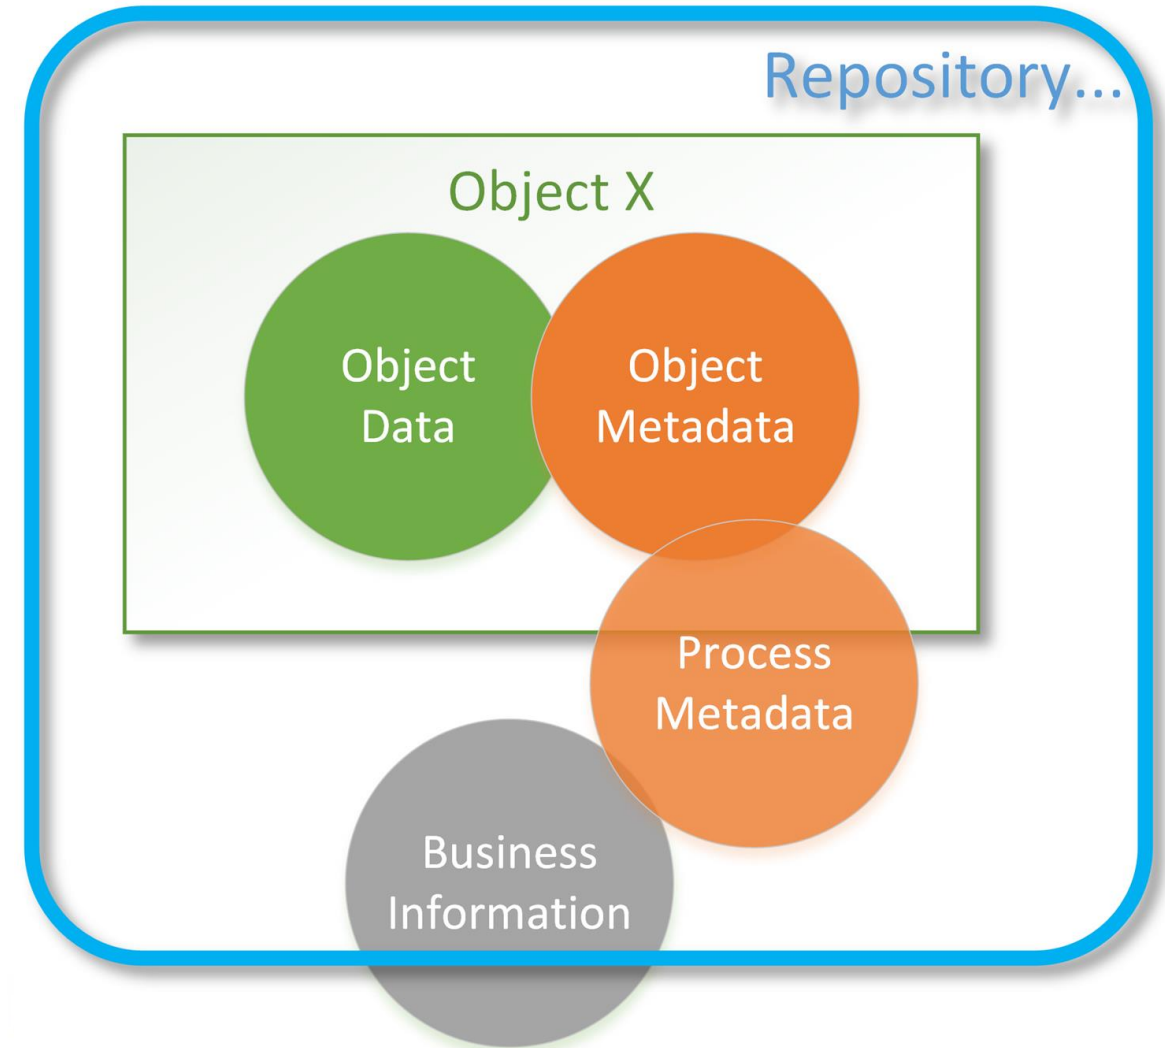 Repository...
Object X
Object
Data
Object
Metadata
Process
Metadata
Business
Information